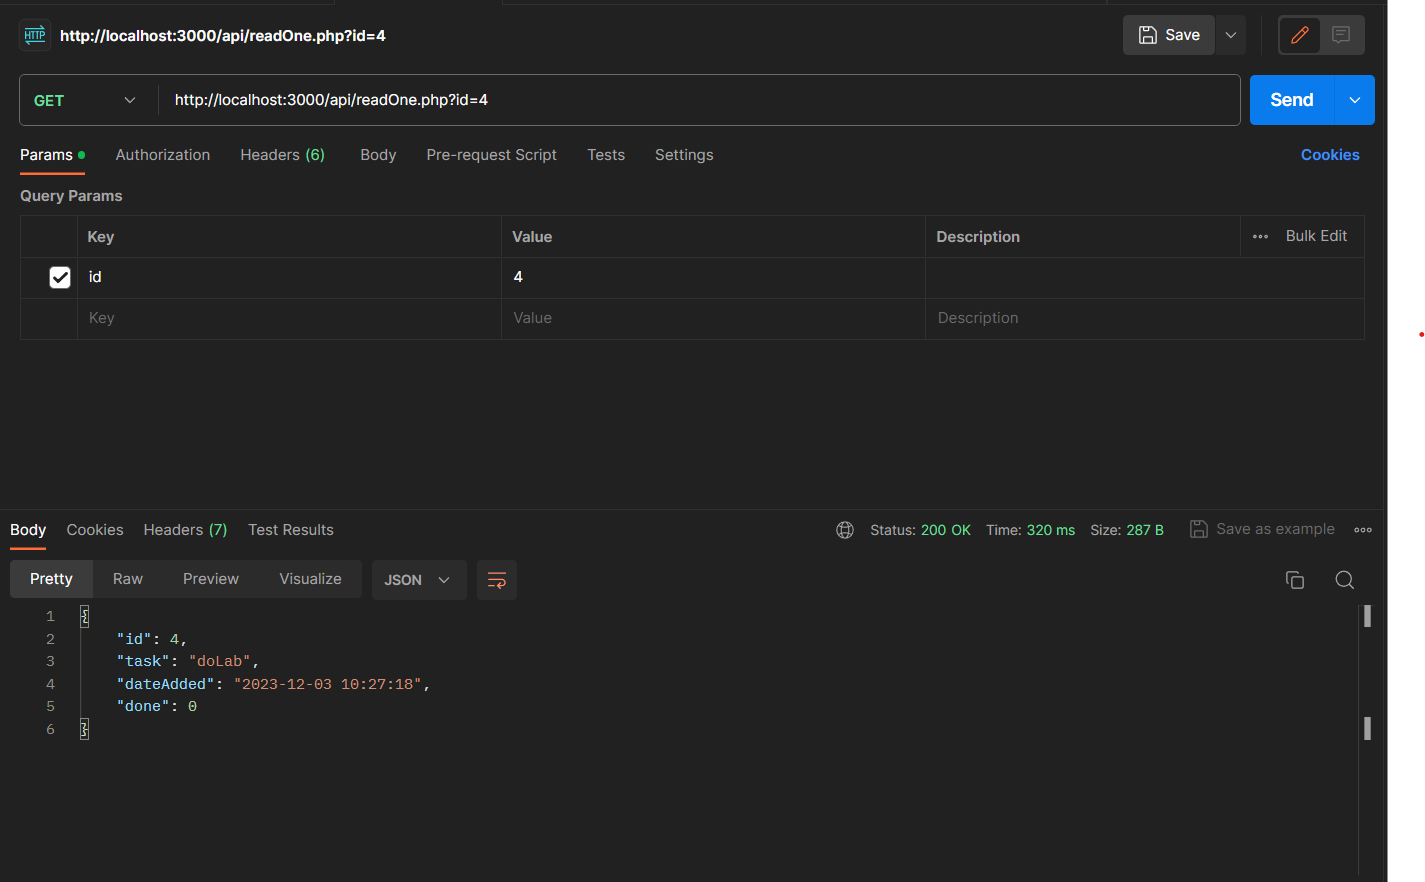 HTTP http://localhost:3000/api/readOne.php?id=4 Save
GET http://localhost:3000/api/readOne.php?id=4 Send
Params Authorization Headers (6) Body Pre-request Script Tests Settings Cookies
Query Params
Key Value Description Bulk Edit
id 4
Key Value Description
Body Cookies Headers (7) Test Results Status: 200 OK Time: 320 ms Size: 287 B Save as example
Pretty Raw Preview Visualize JSON
1 {
2 "id": 4,
3 "task": "doLab",
4 "dateAdded": "2023-12-03 10:27:18",
5 "done": 0
6 }